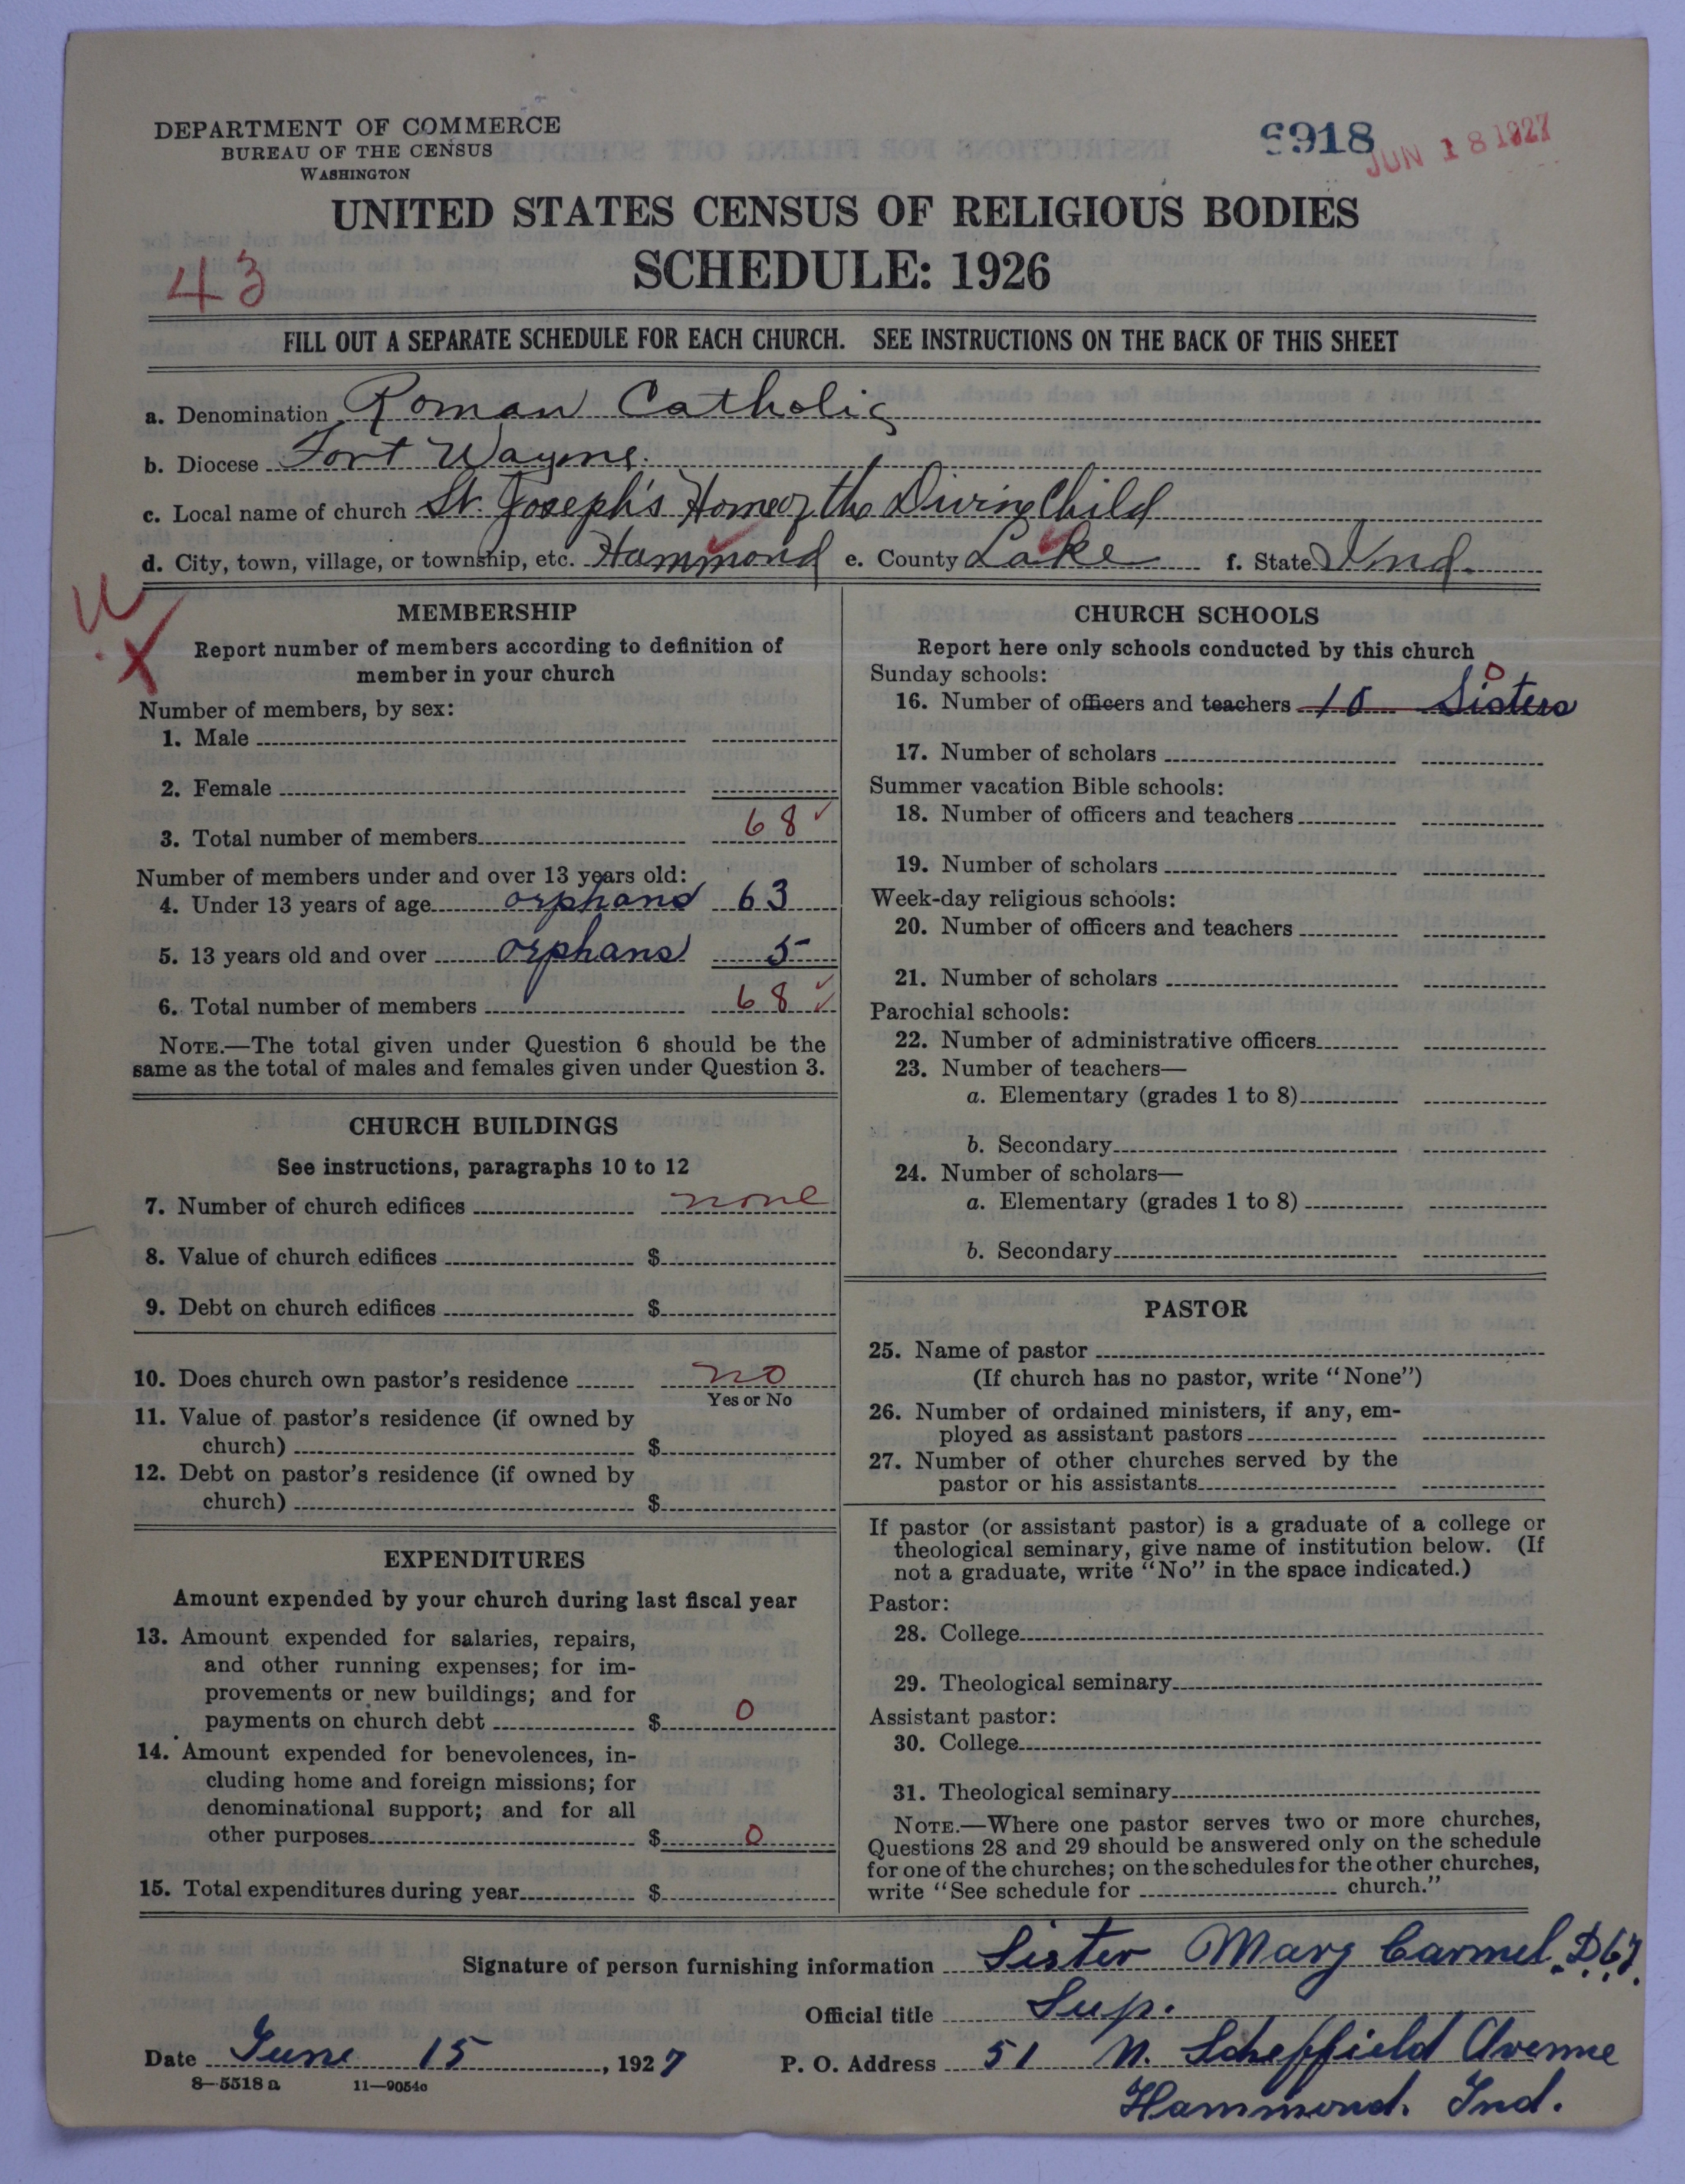 DEPARTMENT OF COMMERCE
BUREAU OF THE CENSUS
WASHINGTON
6918
JUN 18 1927
UNITED STATES CENSUS OF RELIGIOUS BODIES
SCHEDULE: 1926
43
FILL OUT A SEPARATE SCHEDULE FOR EACH CHURCH. SEE INSTRUCTIONS ON THE BACK OF THIS SHEET
a. Denomination Roman Catholic
b. Diocese Fort Wayne.
c. Local name of church St. Joseph's Home of the Divine Child
d. City, town, village, or township, etc. Hammond e. County Lake f. State Ind.
MEMBERSHIP
Report number of members according to definition of
member in your church
Number of members, by sex:
1. Male
2. Female
3. Total number of members 68
Number of members under and over 13 years old:
4. Under 13 years of age orphans 63
5. 13 years old and over orphans 5
6. Total number of members 68
NOTE.—The total given under Question 6 should be the
same as the total of males and females given under Question 3.
CHURCH BUILDINGS
See instructions, paragraphs 10 to 12
7. Number of church edifices none
8. Value of church edifices $
9. Debt on church edifices $
10. Does church own pastor's residence no
Yes or No
11. Value of pastor's residence (if owned by
church) $
12. Debt on pastor's residence (if owned by
church) $
EXPENDITURES
Amount expended by your church during last fiscal year
13. Amount expended for salaries, repairs,
and other running expenses; for im-
provements or new buildings; and for
payments on church debt $ 0
14. Amount expended for benevolences, in-
cluding home and foreign missions; for
denominational support; and for all
other purposes $ 0
15. Total expenditures during year $
CHURCH SCHOOLS
Report here only schools conducted by this church
Sunday schools: 0
16. Number of officers and teachers 10 Sisters
17. Number of scholars
Summer vacation Bible schools:
18. Number of officers and teachers
19. Number of scholars
Week-day religious schools:
20. Number of officers and teachers
21. Number of scholars
Parochial schools:
22. Number of administrative officers
23. Number of teachers—
a. Elementary (grades 1 to 8)
b. Secondary
24. Number of scholars—
a. Elementary (grades 1 to 8)
b. Secondary
PASTOR
25. Name of pastor
(If church has no pastor, write "None")
26. Number of ordained ministers, if any, em-
ployed as assistant pastors
27. Number of other churches served by the
pastor or his assistants
If pastor (or assistant pastor) is a graduate of a college or
theological seminary, give name of institution below. (If
not a graduate, write "No" in the space indicated.)
Pastor:
28. College
29. Theological seminary
Assistant pastor:
30. College
31. Theological seminary
NOTE.—Where one pastor serves two or more churches,
Questions 28 and 29 should be answered only on the schedule
for one of the churches; on the schedules for the other churches,
write "See schedule for church."
Signature of person furnishing information Sister Mary Carmel
Official title Sup.
Date June 15, 1927 P. O. Address 51 N. Scheffield Avenue
8-5518 a 11-9054c
Hammond. Ind.